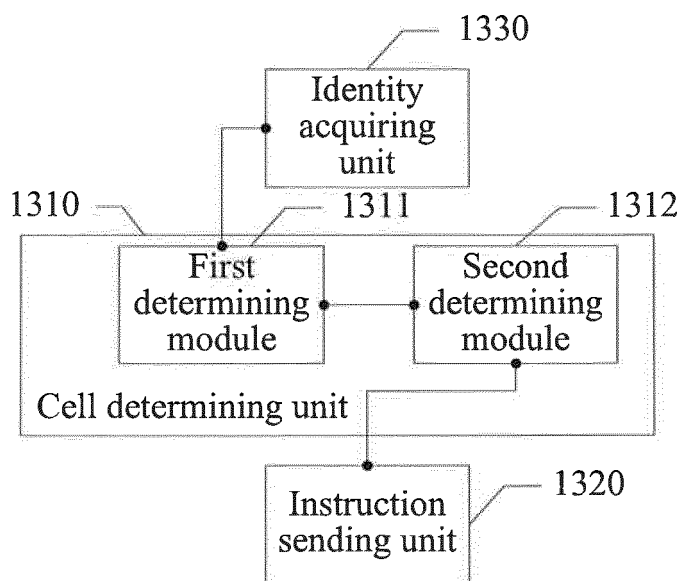 1330
Identity
acquiring
unit
1310
1311
1312
First
determining
module
Second
determining
module
Cell determining unit
Instruction
sending unit
1320